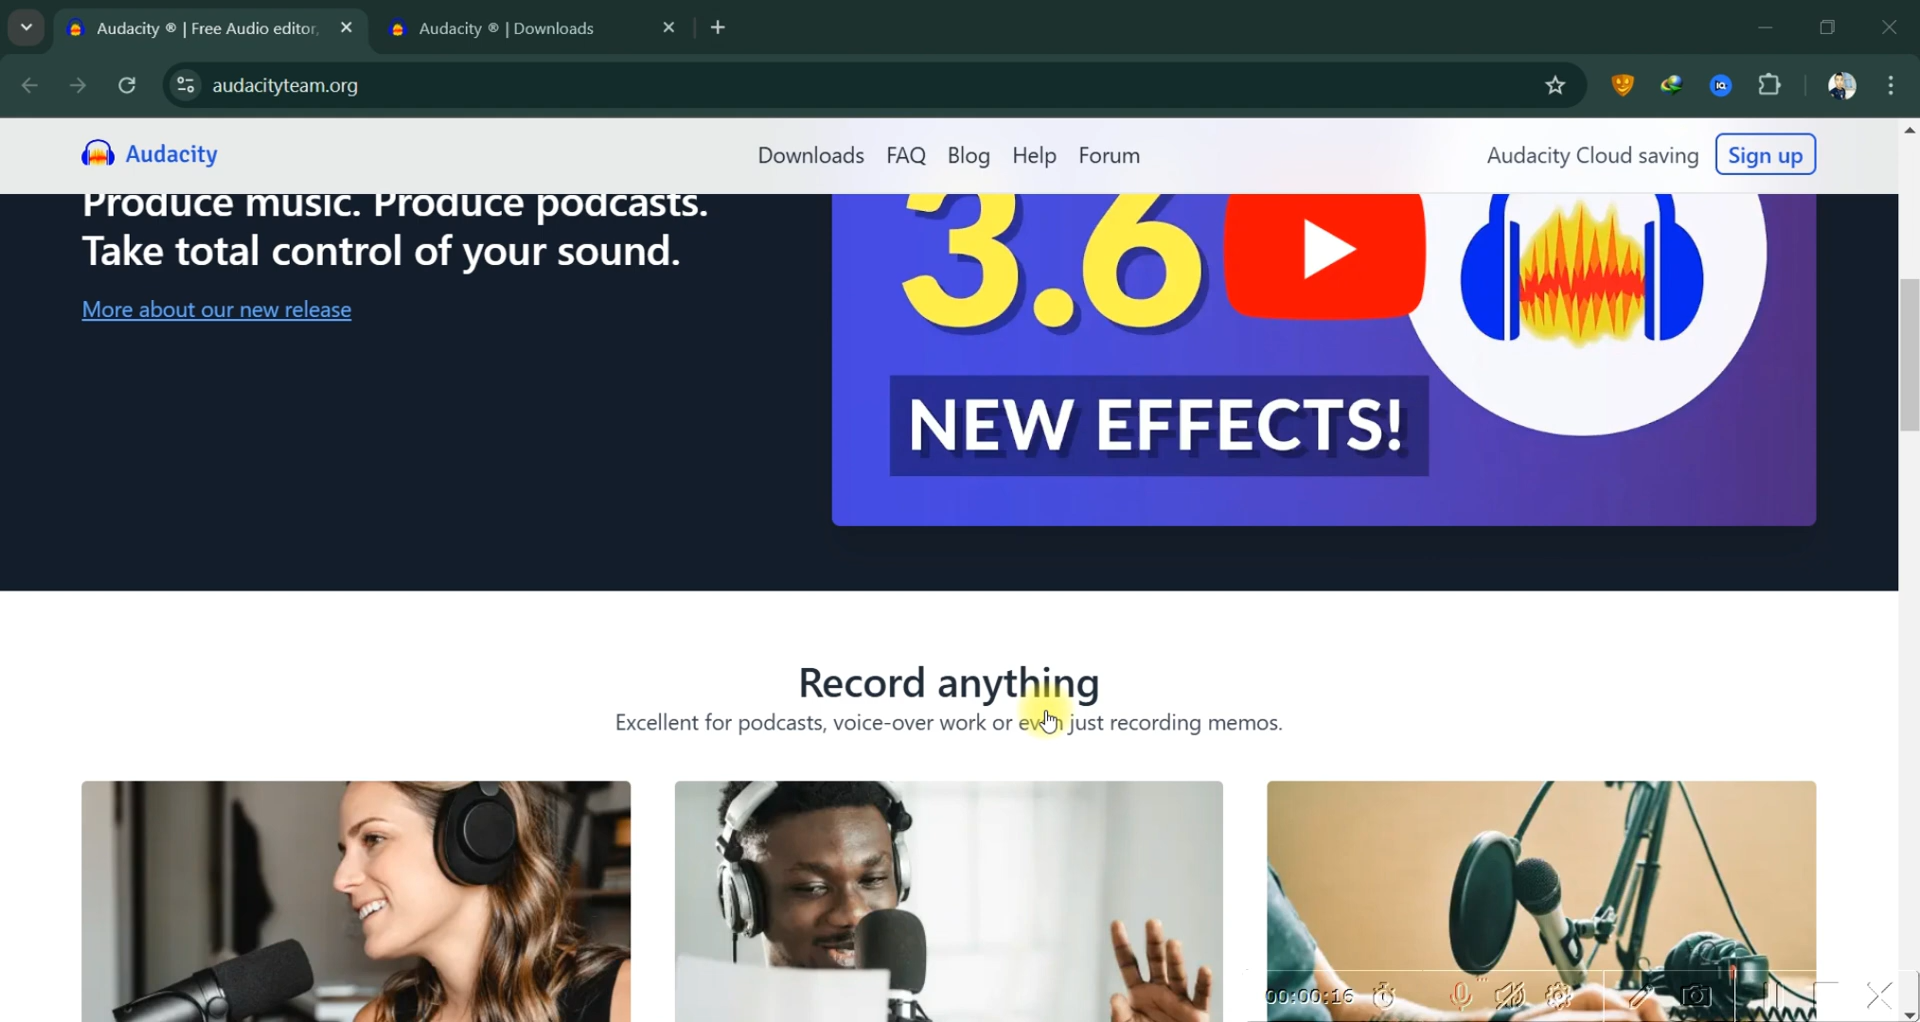 Audacity ® | Free Audio editor,
Audacity ® | Downloads
audacityteam.org
Audacity
Downloads
FAQ
Blog
Help
Forum
Audacity Cloud saving
Sign up
Produce music. Produce podcasts.
Take total control of your sound.
More about our new release
3.6
NEW EFFECTS!
Record anything
Excellent for podcasts, voice-over work or even just recording memos.
00:00:16